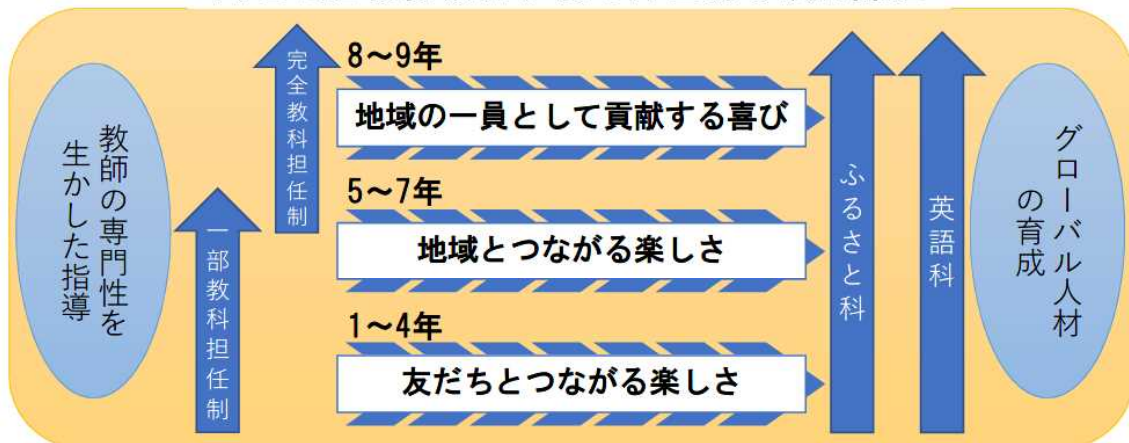 教師の専門性を
生かした指導
一部教科担任制
完全教科担任制
8～9年
地域の一員として貢献する喜び
5～7年
地域とつながる楽しさ
1～4年
友だちとつながる楽しさ
ふるさと科
英語科
グローバル人材
の育成